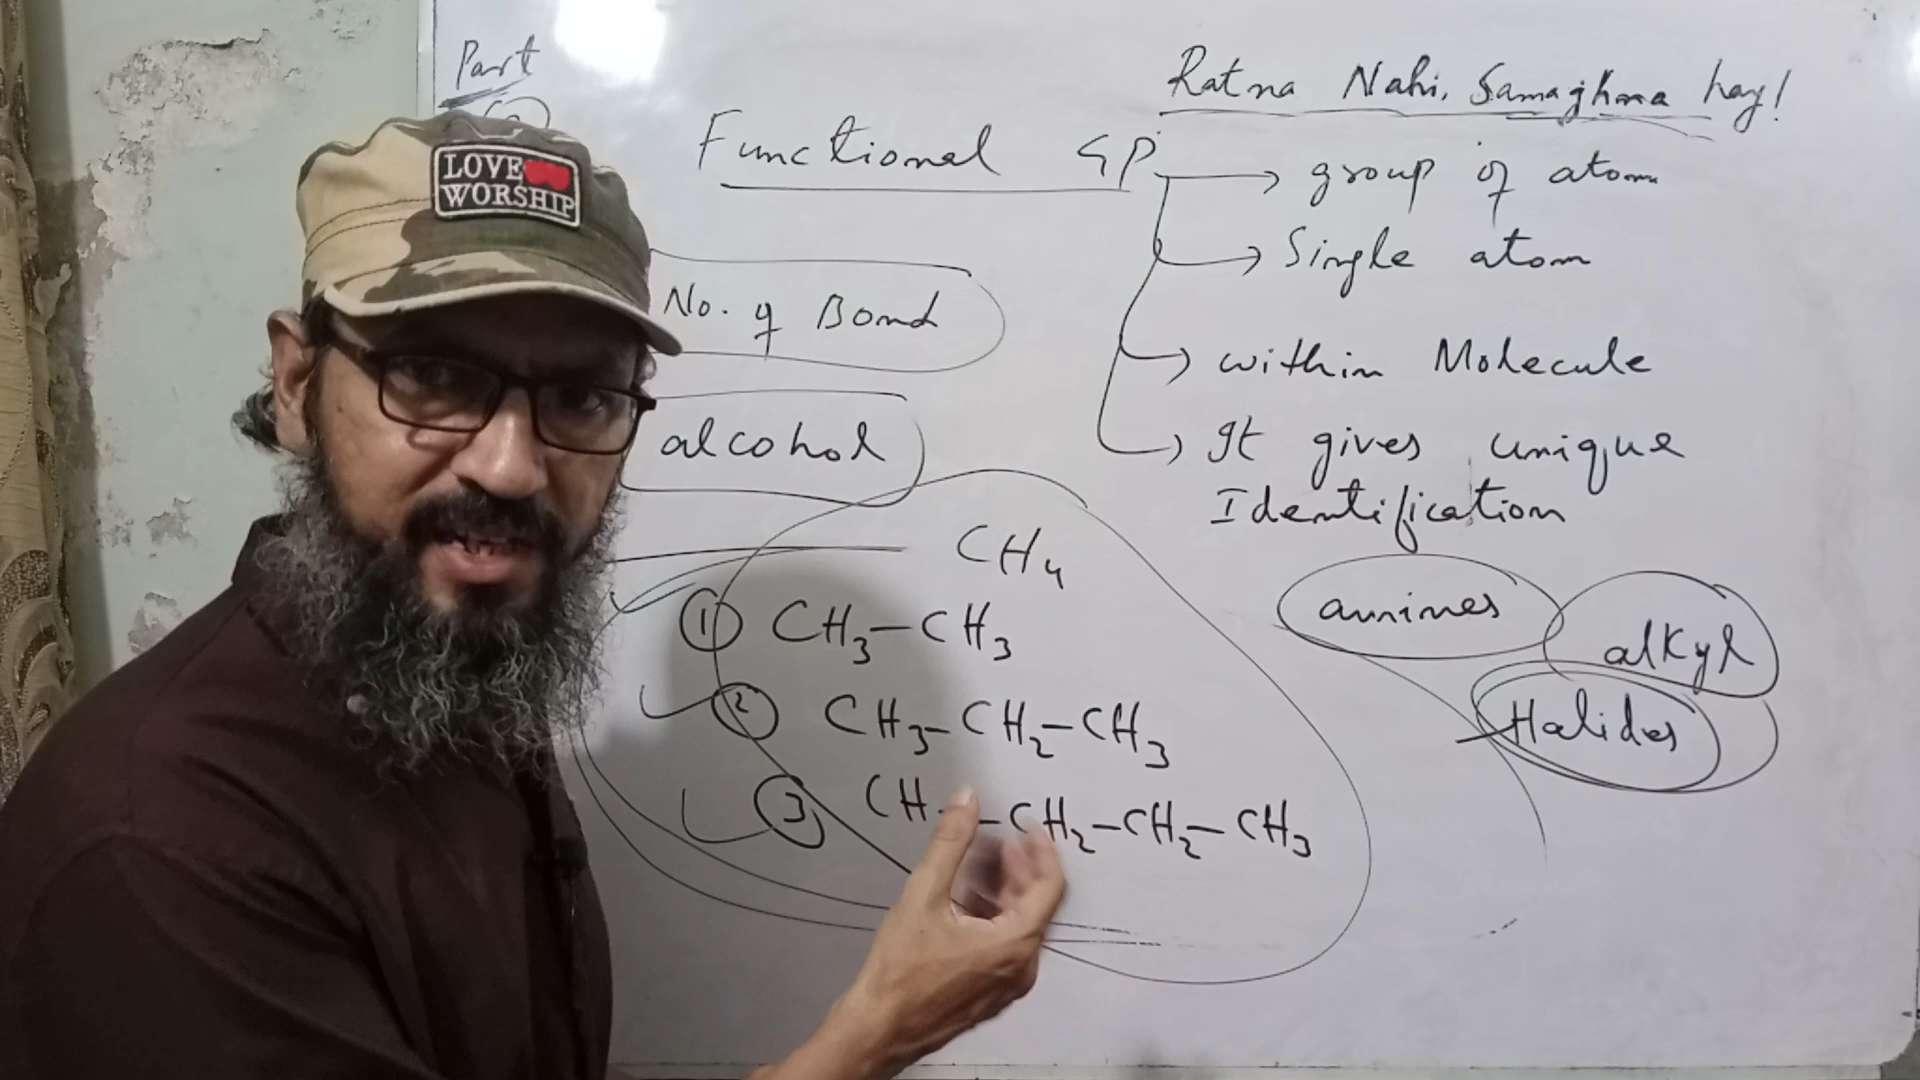 Part
Ratna Nahi, Samajhna hay!
Functional GP
group of atom
Single atom
within Molecule
It gives unique
Identification
LOVE
WORSHIP
No. of Bond
alcohol
CH4
1 CH3-CH3
2 CH3-CH2-CH3
3 CH -CH2-CH2-CH3
amines
alkyl
Halides